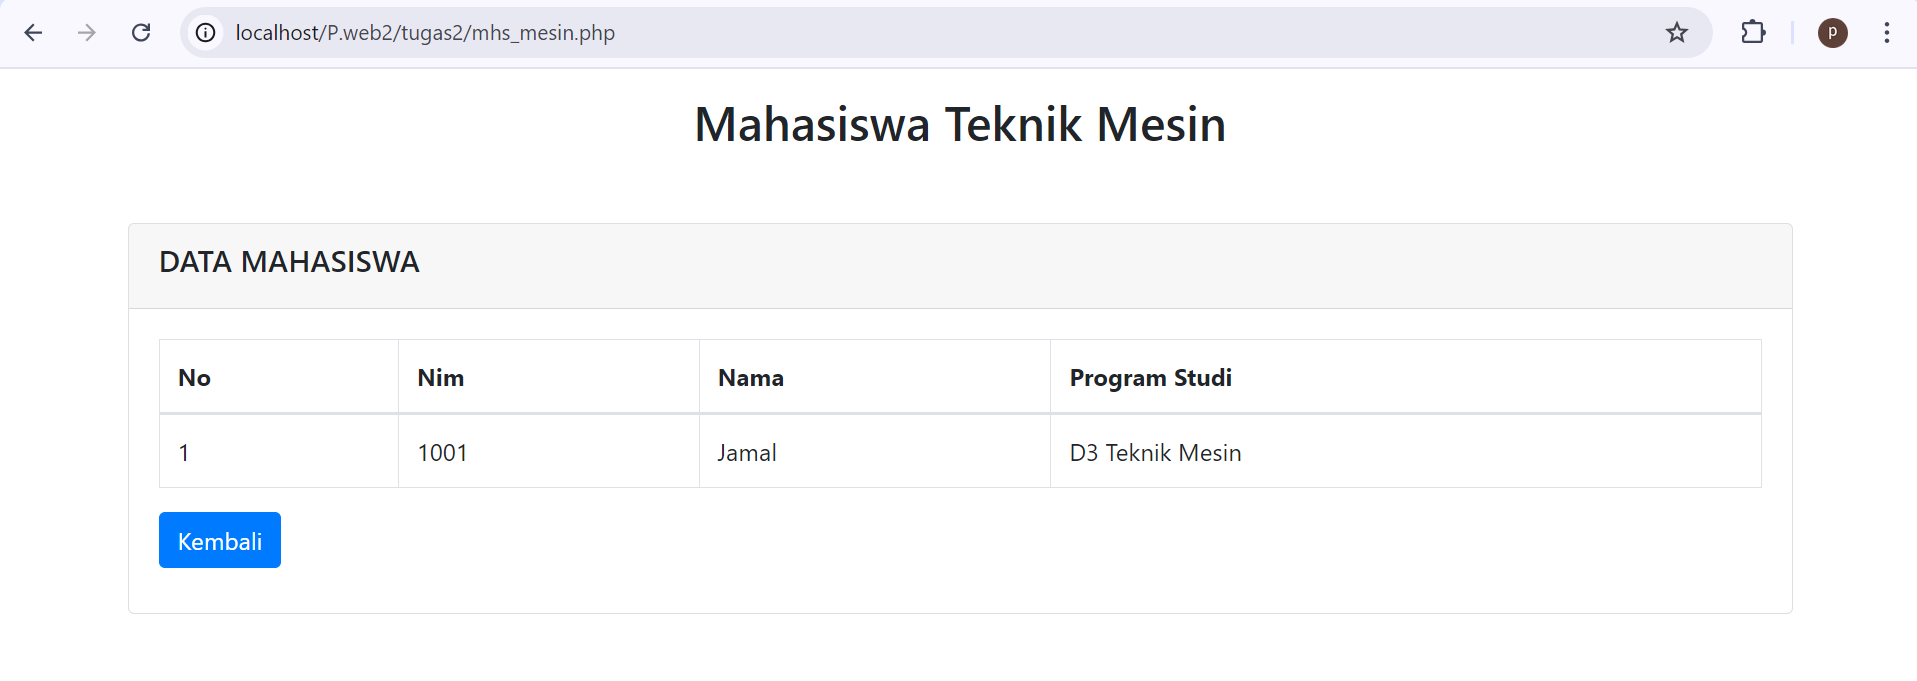 localhost/P.web2/tugas2/mhs_mesin.php
p
Mahasiswa Teknik Mesin
DATA MAHASISWA
No Nim Nama Program Studi
1 1001 Jamal D3 Teknik Mesin
Kembali